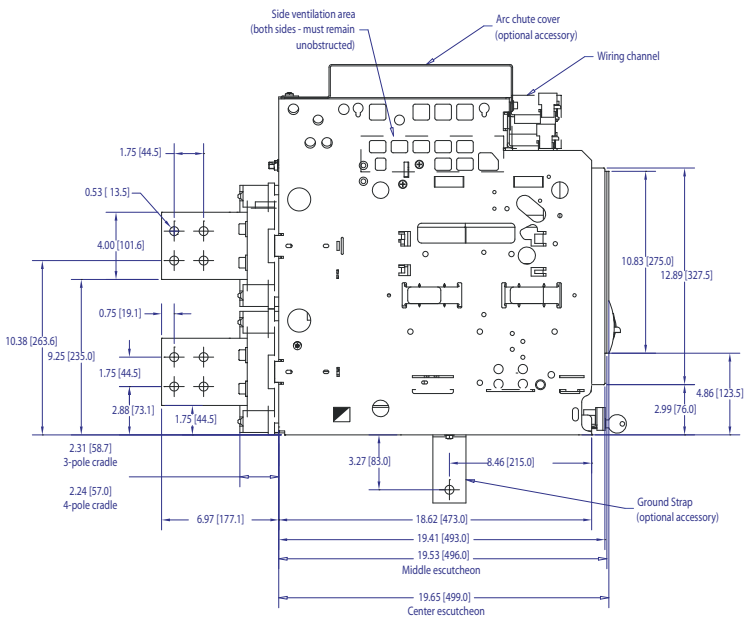 Side ventilation area
(both sides - must remain
unobstructed)
Arc chute cover
(optional accessory)
Wiring channel
1.75 [44.5]
0.53 [ 13.5]
4.00 [101.6]
10.83 [275.0]
12.89 [327.5]
0.75 [19.1]
10.38 [263.6]
9.25 [235.0]
1.75 [44.5]
2.88 [73.1]
1.75 [44.5]
4.86 [123.5]
2.99 [76.0]
2.31 [58.7]
3-pole cradle
3.27 [83.0]
8.46 [215.0]
2.24 [57.0]
4-pole cradle
Ground Strap
(optional accessory)
6.97 [177.1]
18.62 [473.0]
19.41 [493.0]
19.53 [496.0]
Middle escutcheon
19.65 [499.0]
Center escutcheon